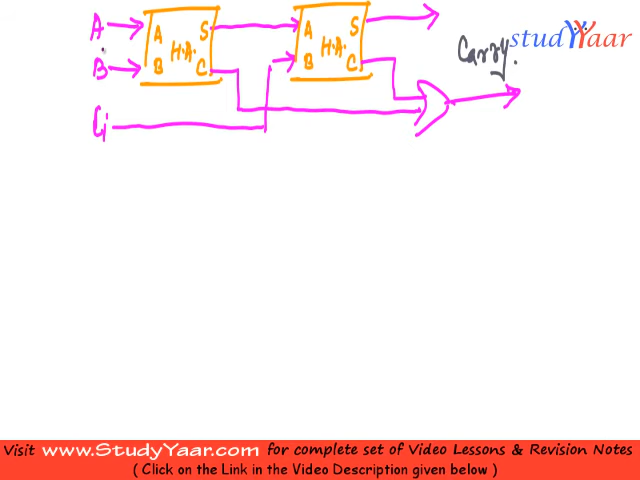 A
B
Ci
A S
H.A.
B C
A S
H.A.
B C
Carry.
studYYaar
Visit www.StudyYaar.com for complete set of Video Lessons & Revision Notes
( Click on the Link in the Video Description given below )